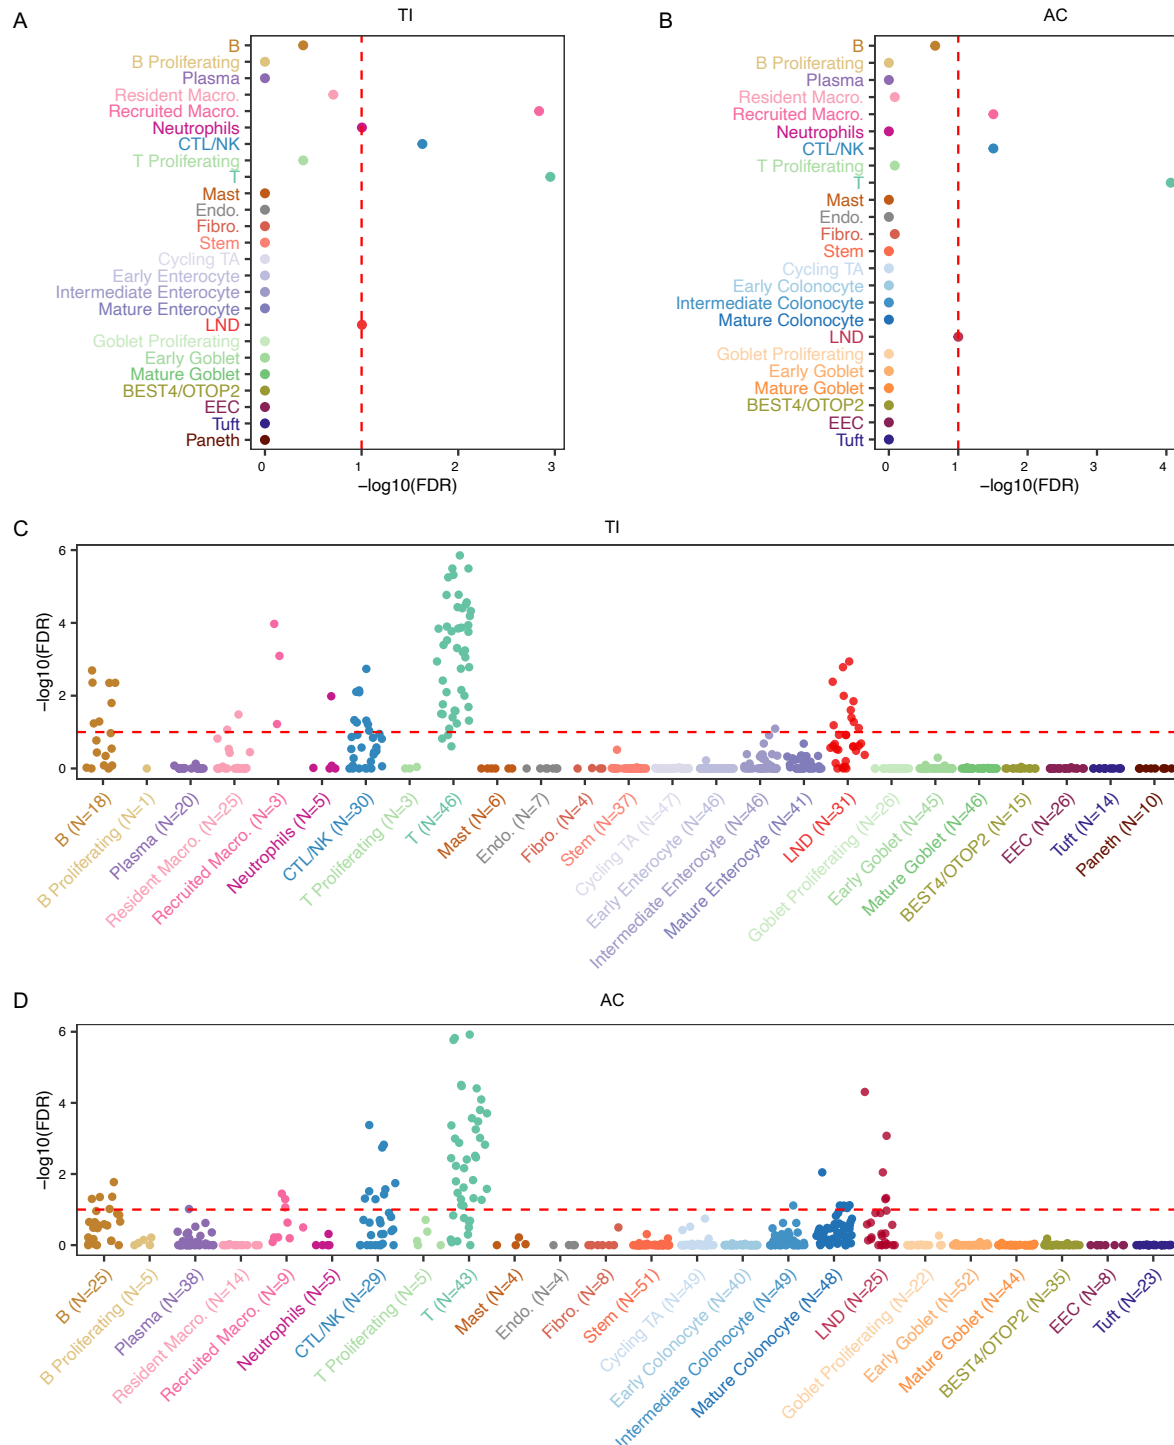 A
TI
B
B Proliferating
Plasma
Resident Macro.
Recruited Macro.
Neutrophils
CTL/NK
T Proliferating
T
Mast
Endo.
Fibro.
Stem
Cycling TA
Early Enterocyte
Intermediate Enterocyte
Mature Enterocyte
LND
Goblet Proliferating
Early Goblet
Mature Goblet
BEST4/OTOP2
EEC
Tuft
Paneth
0 1 2 3
−log10(FDR)
B
AC
B
B Proliferating
Plasma
Resident Macro.
Recruited Macro.
Neutrophils
CTL/NK
T Proliferating
T
Mast
Endo.
Fibro.
Stem
Cycling TA
Early Colonocyte
Intermediate Colonocyte
Mature Colonocyte
LND
Goblet Proliferating
Early Goblet
Mature Goblet
BEST4/OTOP2
EEC
Tuft
0 1 2 3 4
−log10(FDR)
C
TI
−log10(FDR)
6
4
2
0
B (N=18)
B Proliferating (N=1)
Plasma (N=20)
Resident Macro. (N=25)
Recruited Macro. (N=3)
Neutrophils (N=5)
CTL/NK (N=30)
T Proliferating (N=3)
T (N=46)
Mast (N=6)
Endo. (N=7)
Fibro. (N=4)
Stem (N=37)
Cycling TA (N=47)
Early Enterocyte (N=46)
Intermediate Enterocyte (N=46)
Mature Enterocyte (N=41)
LND (N=31)
Goblet Proliferating (N=26)
Early Goblet (N=45)
Mature Goblet (N=46)
BEST4/OTOP2 (N=15)
EEC (N=26)
Tuft (N=14)
Paneth (N=10)
D
AC
−log10(FDR)
6
4
2
0
B (N=25)
B Proliferating (N=5)
Plasma (N=38)
Resident Macro. (N=14)
Recruited Macro. (N=9)
Neutrophils (N=5)
CTL/NK (N=29)
T Proliferating (N=5)
T (N=43)
Mast (N=4)
Endo. (N=4)
Fibro. (N=8)
Stem (N=51)
Cycling TA (N=49)
Early Colonocyte (N=40)
Intermediate Colonocyte (N=49)
Mature Colonocyte (N=48)
LND (N=25)
Goblet Proliferating (N=22)
Early Goblet (N=52)
Mature Goblet (N=44)
BEST4/OTOP2 (N=35)
EEC (N=8)
Tuft (N=23)